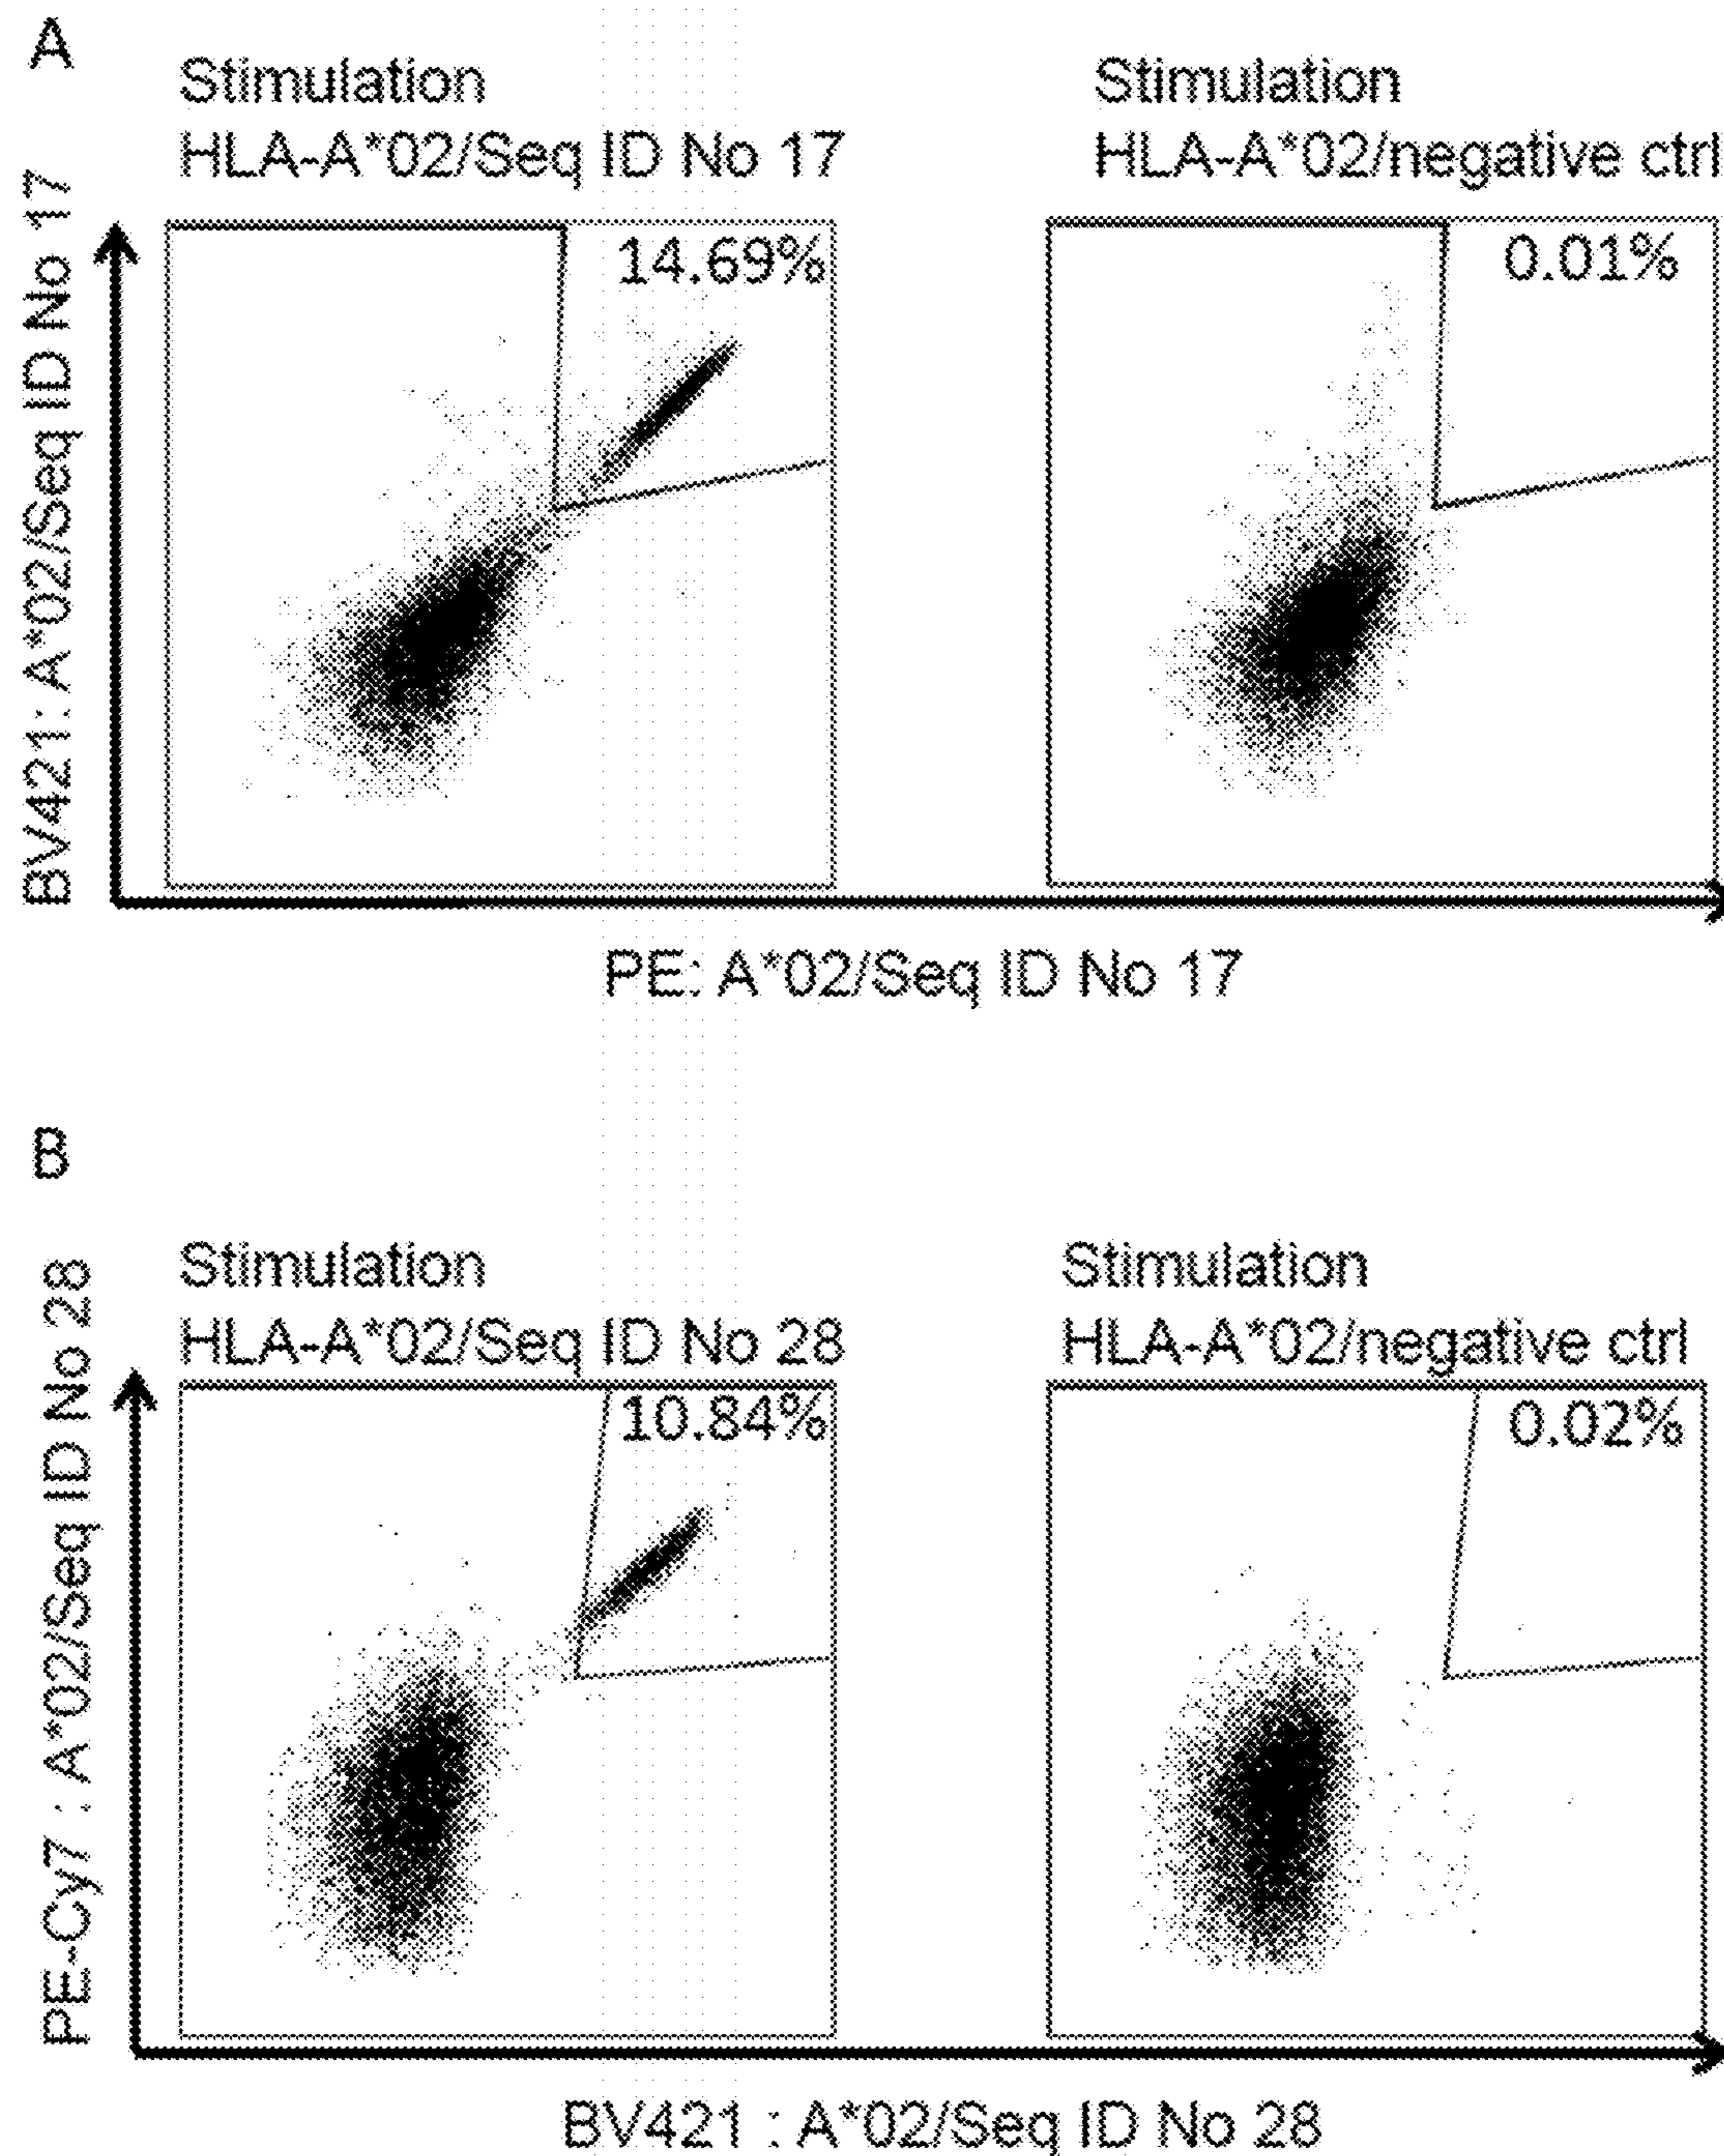 A
Stimulation
HLA-A*02/Seq ID No 17
Stimulation
HLA-A*02/negative ctrl
BV421: A*02/Seq ID No 17
14.69%
0.01%
PE: A*02/Seq ID No 17
B
Stimulation
HLA-A*02/Seq ID No 28
Stimulation
HLA-A*02/negative ctrl
PE-Cy7 : A*02/Seq ID No 28
10.84%
0.02%
BV421 : A*02/Seq ID No 28